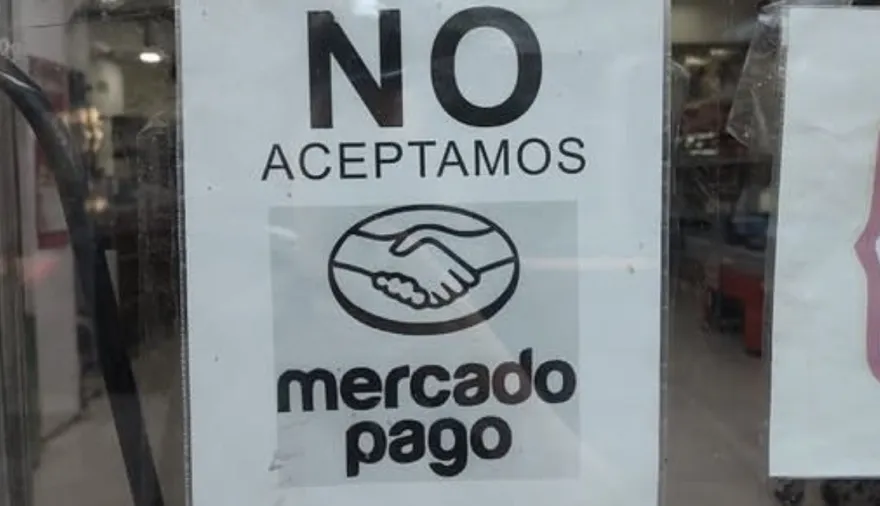 NO
ACEPTAMOS
mercado
pago